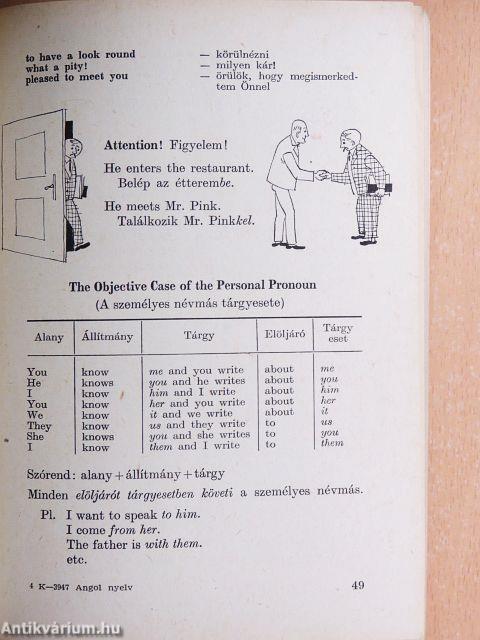 to have a look round — körülnézni
what a pity! — milyen kár!
pleased to meet you — örülök, hogy megismerked-
tem Önnel
Attention! Figyelem!
He enters the restaurant.
Belép az étterembe.
He meets Mr. Pink.
Találkozik Mr. Pinkkel.
The Objective Case of the Personal Pronoun
(A személyes névmás tárgyesete)
Alany Állítmány Tárgy Elöljáró Tárgy eset
You know me and you write about me
He knows you and he writes about you
I know him and I write about him
You know her and you write about her
We know it and we write about it
They know us and they write to us
She knows you and she writes to you
I know them and I write to them
Szórend: alany + állítmány + tárgy
Minden elöljárót tárgyesetben követi a személyes névmás.
Pl. I want to speak to him.
I come from her.
The father is with them.
etc.
4 K—3947 Angol nyelv 49
Antikvárium.hu